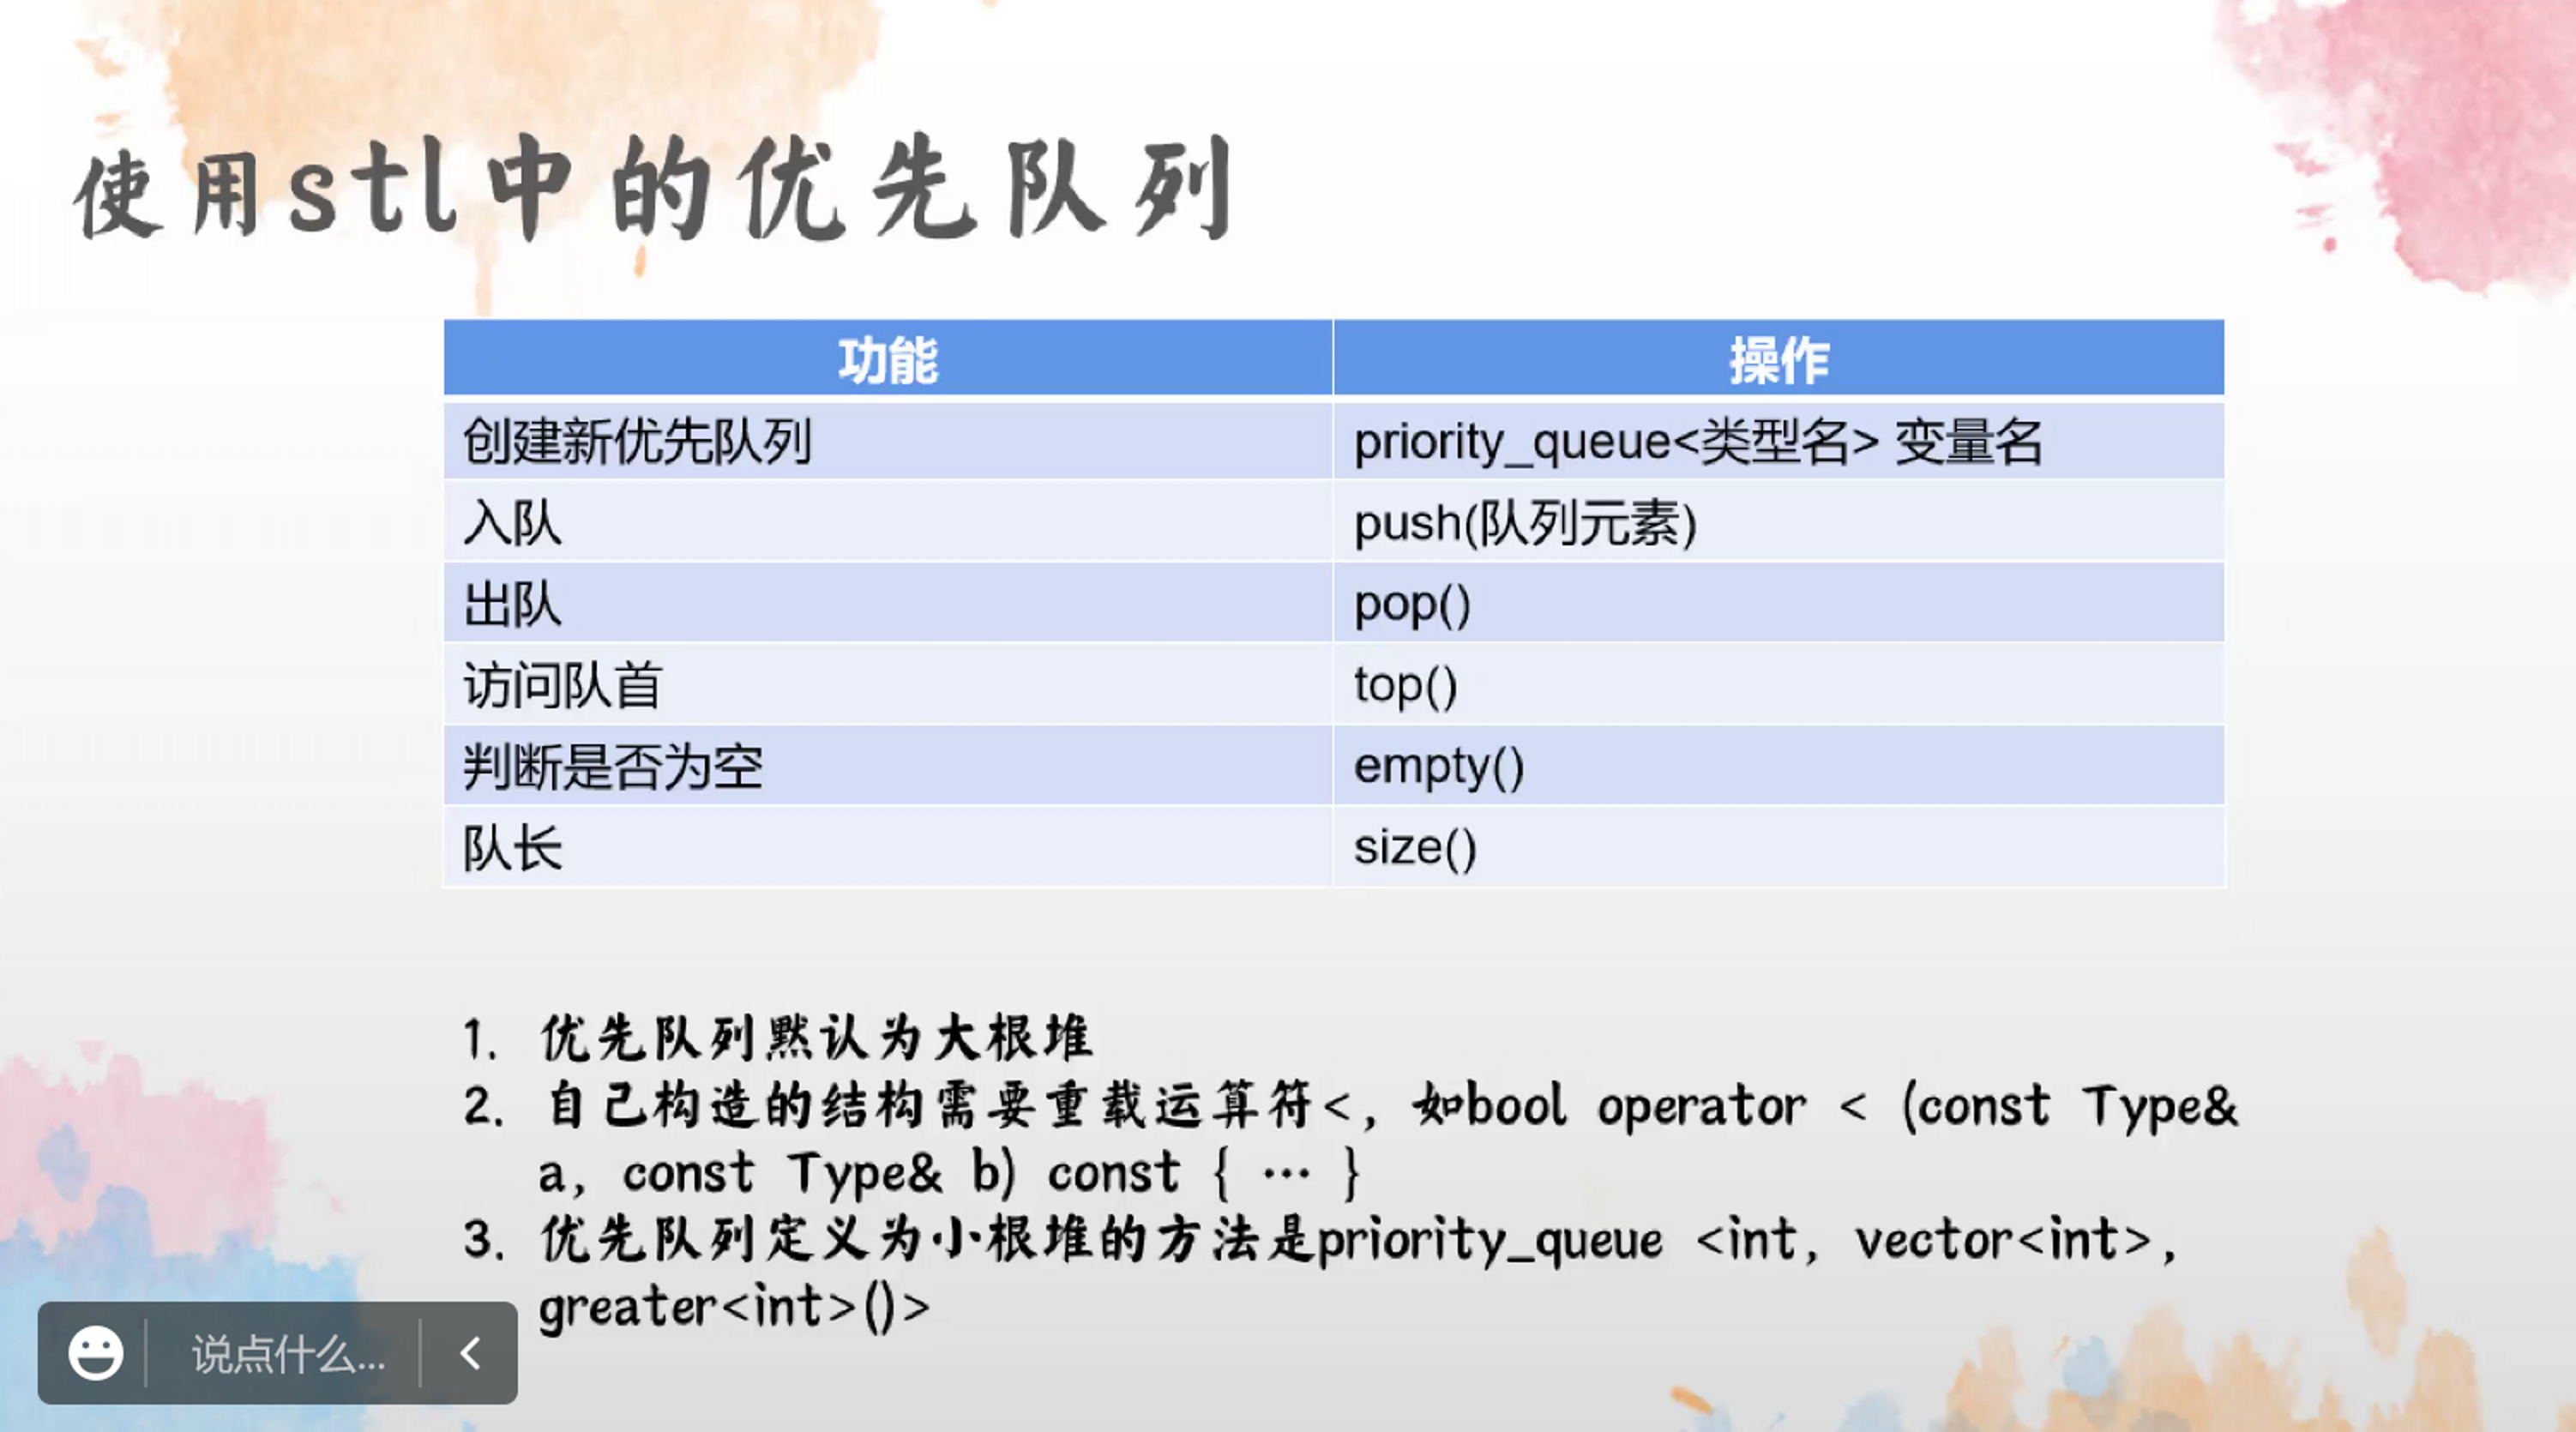 使用stl中的优先队列
功能 操作
创建新优先队列 priority_queue<类型名> 变量名
入队 push(队列元素)
出队 pop()
访问队首 top()
判断是否为空 empty()
队长 size()
1. 优先队列默认为大根堆
2. 自己构造的结构需要重载运算符<, 如bool operator < (const Type&
a, const Type& b) const { … }
3. 优先队列定义为小根堆的方法是priority_queue <int, vector<int>,
greater<int>()>
说点什么...